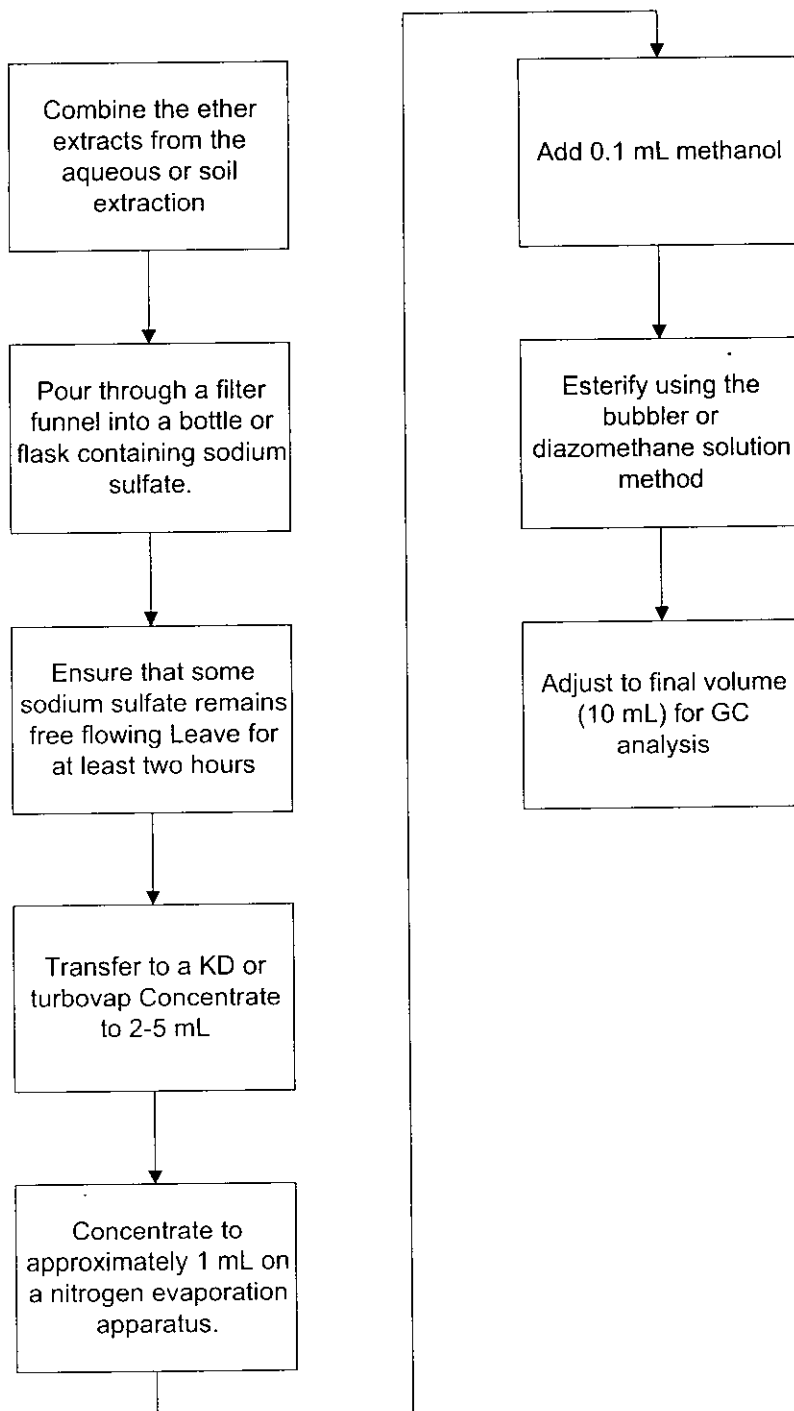 Combine the ether
extracts from the
aqueous or soil
extraction
Pour through a filter
funnel into a bottle or
flask containing sodium
sulfate.
Ensure that some
sodium sulfate remains
free flowing Leave for
at least two hours
Transfer to a KD or
turbovap Concentrate
to 2-5 mL
Concentrate to
approximately 1 mL on
a nitrogen evaporation
apparatus.
Add 0.1 mL methanol
Esterify using the
bubbler or
diazomethane solution
method
Adjust to final volume
(10 mL) for GC
analysis